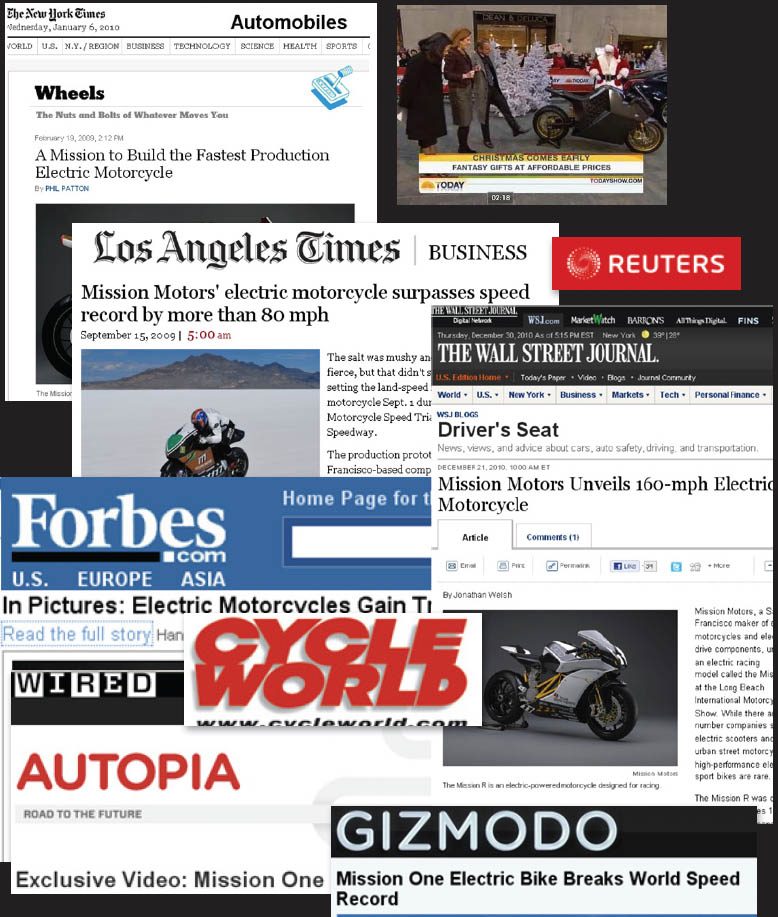 The New York Times
Wednesday, January 6, 2010
Automobiles
WORLD U.S. N.Y. / REGION BUSINESS TECHNOLOGY SCIENCE HEALTH SPORTS
Wheels
The Nuts and Bolts of Whatever Moves You
February 19, 2009, 2:12 PM
A Mission to Build the Fastest Production
Electric Motorcycle
By PHIL PATTON
The Mission
DEAN & DELUCA
TODAY
CHRISTMAS COMES EARLY
FANTASY GIFTS AT AFFORDABLE PRICES
TODAY
TODAYSHOW.COM
02:18
Los Angeles Times | BUSINESS
Mission Motors' electric motorcycle surpasses speed
record by more than 80 mph
September 15, 2009 | 5:00 am
The salt was mushy an
fierce, but that didn't s
setting the land-speed
motorcycle Sept. 1 dur
Motorcycle Speed Tria
Speedway.
The production protot
Francisco-based comp
REUTERS
THE WALL STREET JOURNAL
Digital Network
WSJ.com MarketWatch BARRON'S AllThingsDigital. FINS
Thursday, December 30, 2010 As of 5:15 PM EST New York 39° | 28°
THE WALL STREET JOURNAL.
U.S. Edition Home Today's Paper • Video • Blogs • Journal Community
World U.S. New York Business Markets Tech Personal Finance
WSJ BLOGS
Driver's Seat
News, views, and advice about cars, auto safety, driving, and transportation.
DECEMBER 21, 2010, 10:00 AM ET
Mission Motors Unveils 160-mph Electric
Motorcycle
Article Comments (1)
Email Print Permalink Like 31 + More
By Jonathan Welsh
Mission Motors, a S
Francisco maker of
motorcycles and ele
drive components, u
an electric racing
model called the Mis
at the Long Beach
International Motorcy
Show. While there a
number companies s
electric scooters and
urban street motorcy
high-performance ele
sport bikes are rare.
The Mission R was
Mission Motors
The Mission R is an electric-powered motorcycle designed for racing.
Forbes
.com
Home Page for t
U.S. EUROPE ASIA
In Pictures: Electric Motorcycles Gain Tr
Read the full story Han
CYCLE
WORLD
www.cycleworld.com
WIRED
AUTOPIA
ROAD TO THE FUTURE
Exclusive Video: Mission One
GIZMODO
Mission One Electric Bike Breaks World Speed
Record